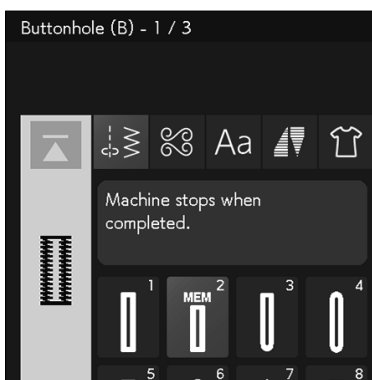 Buttonhole (B) - 1 / 3
Aa
Machine stops when
completed.
1
MEM 2
3
4
5
6
7
8